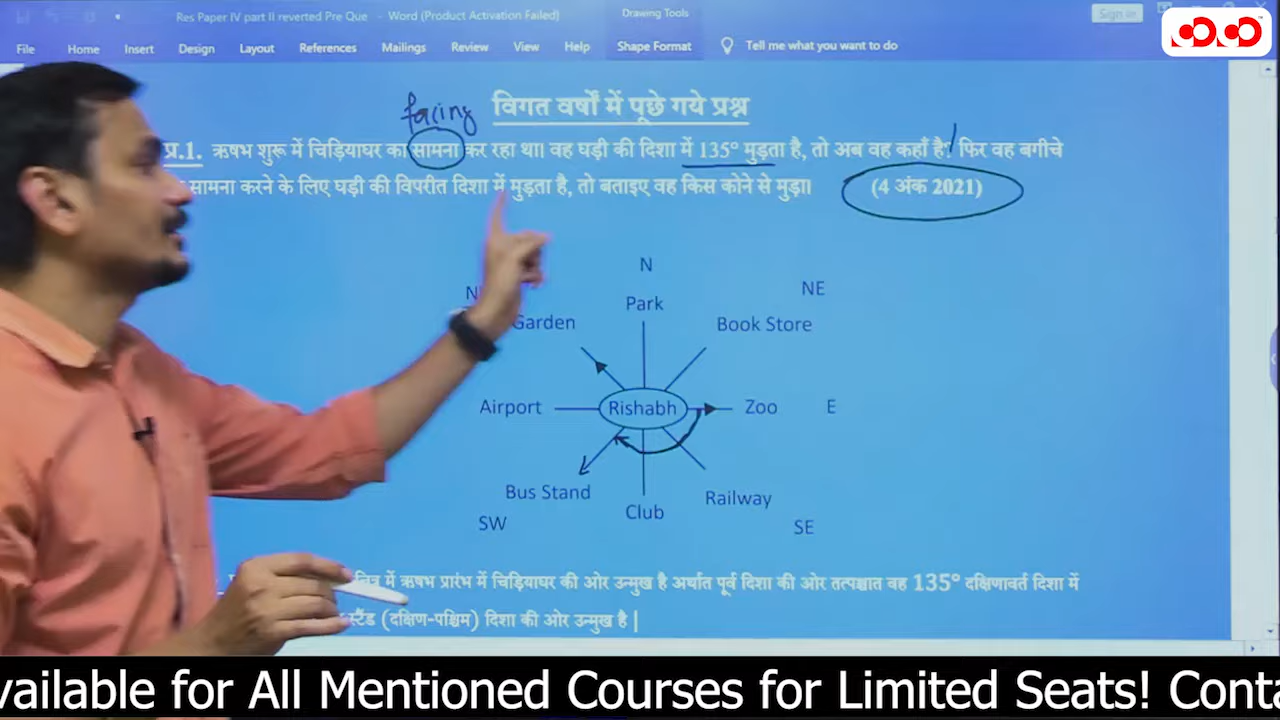 Res Paper IV part II reverted Pre Que - Word (Product Activation Failed)
Drawing Tools
Sign in
File Home Insert Design Layout References Mailings Review View Help Shape Format Tell me what you want to do
facing
विगत वर्षों में पूछे गये प्रश्न
प्र.1. ऋषभ शुरू में चिड़ियाघर का सामना कर रहा था। वह घड़ी की दिशा में 135° मुड़ता है, तो अब वह कहाँ है? फिर वह बगीचे
सामना करने के लिए घड़ी की विपरीत दिशा में मुड़ता है, तो बताइए वह किस कोने से मुड़ा। (4 अंक 2021)
N
NE
Park
Garden
Book Store
Airport
Rishabh
Zoo
E
Bus Stand
Club
Railway
SW
SE
में ऋषभ प्रारंभ में चिड़ियाघर की ओर उन्मुख है अर्थात पूर्व दिशा की ओर तत्पश्चात वह 135° दक्षिणावर्त दिशा में
स्टैंड (दक्षिण-पश्चिम) दिशा की ओर उन्मुख है |
vailable for All Mentioned Courses for Limited Seats! Conta